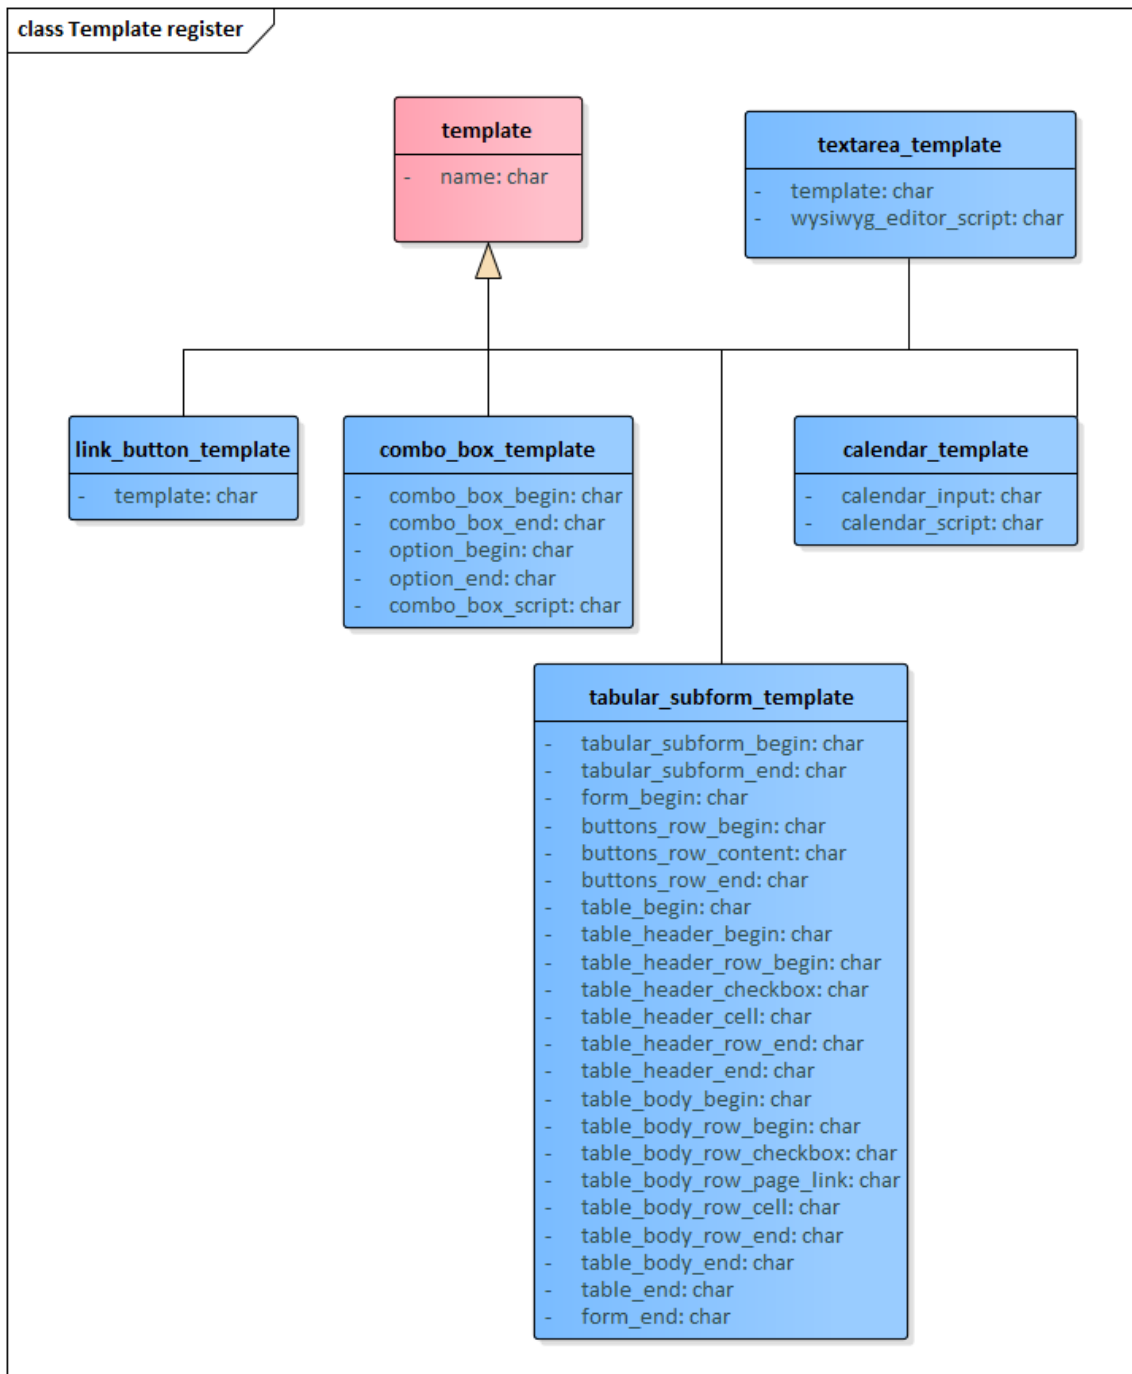 class Template register
template
- name: char
textarea_template
- template: char
- wysiwyg_editor_script: char
link_button_template
- template: char
combo_box_template
- combo_box_begin: char
- combo_box_end: char
- option_begin: char
- option_end: char
- combo_box_script: char
calendar_template
- calendar_input: char
- calendar_script: char
tabular_subform_template
- tabular_subform_begin: char
- tabular_subform_end: char
- form_begin: char
- buttons_row_begin: char
- buttons_row_content: char
- buttons_row_end: char
- table_begin: char
- table_header_begin: char
- table_header_row_begin: char
- table_header_checkbox: char
- table_header_cell: char
- table_header_row_end: char
- table_header_end: char
- table_body_begin: char
- table_body_row_begin: char
- table_body_row_checkbox: char
- table_body_row_page_link: char
- table_body_row_cell: char
- table_body_row_end: char
- table_body_end: char
- table_end: char
- form_end: char